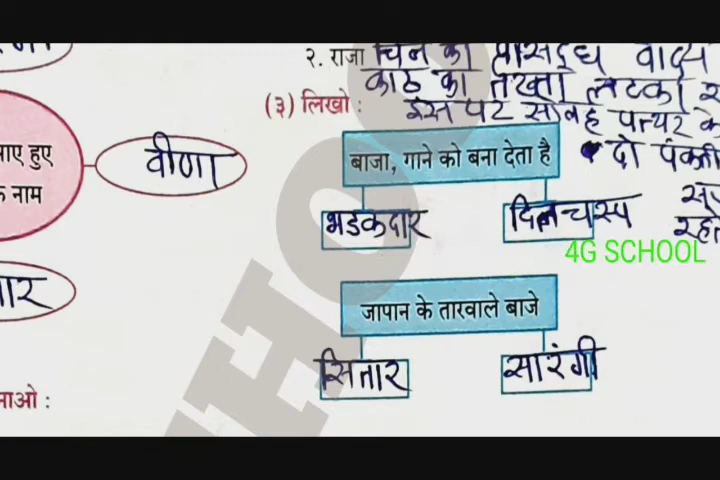 २. राजा चिन का प्रसिद्ध वाद्य
काठ का तख्ता लटका
(३) लिखो :
इस पर सोलह पत्थर के
बाजा, गाने को बना देता है
दो पंक्ती
ाए हुए
वीणा
नाम
भडकदार
दिलचस्प
4G SCHOOL
जापान के तारवाले बाजे
ार
सितार
सारंगी
ाओ :